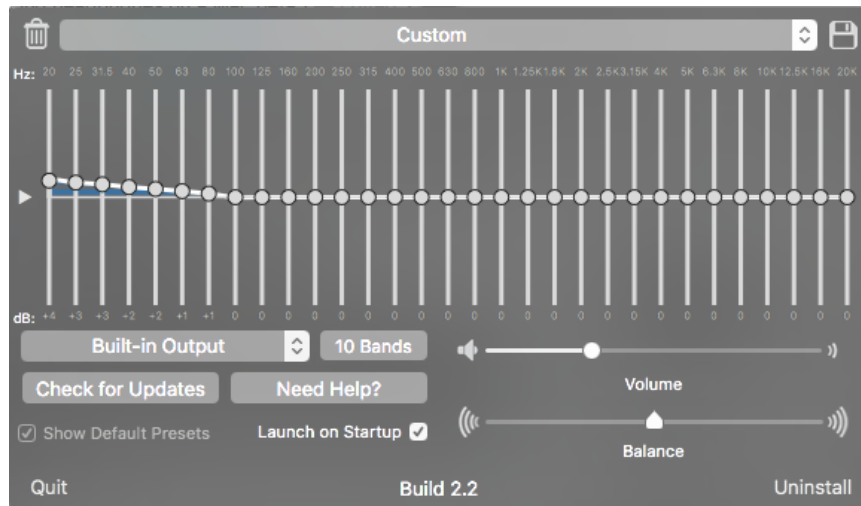 Custom
Hz: 20 25 31.5 40 50 63 80 100 125 160 200 250 315 400 500 630 800 1K 1.25K 1.6K 2K 2.5K 3.15K 4K 5K 6.3K 8K 10K 12.5K 16K 20K
dB: +4 +3 +3 +2 +2 +1 +1 0 0 0 0 0 0 0 0 0 0 0 0 0 0 0 0 0 0 0 0 0 0 0 0
Built-in Output
10 Bands
Check for Updates
Need Help?
Volume
Show Default Presets
Launch on Startup
Balance
Quit
Build 2.2
Uninstall